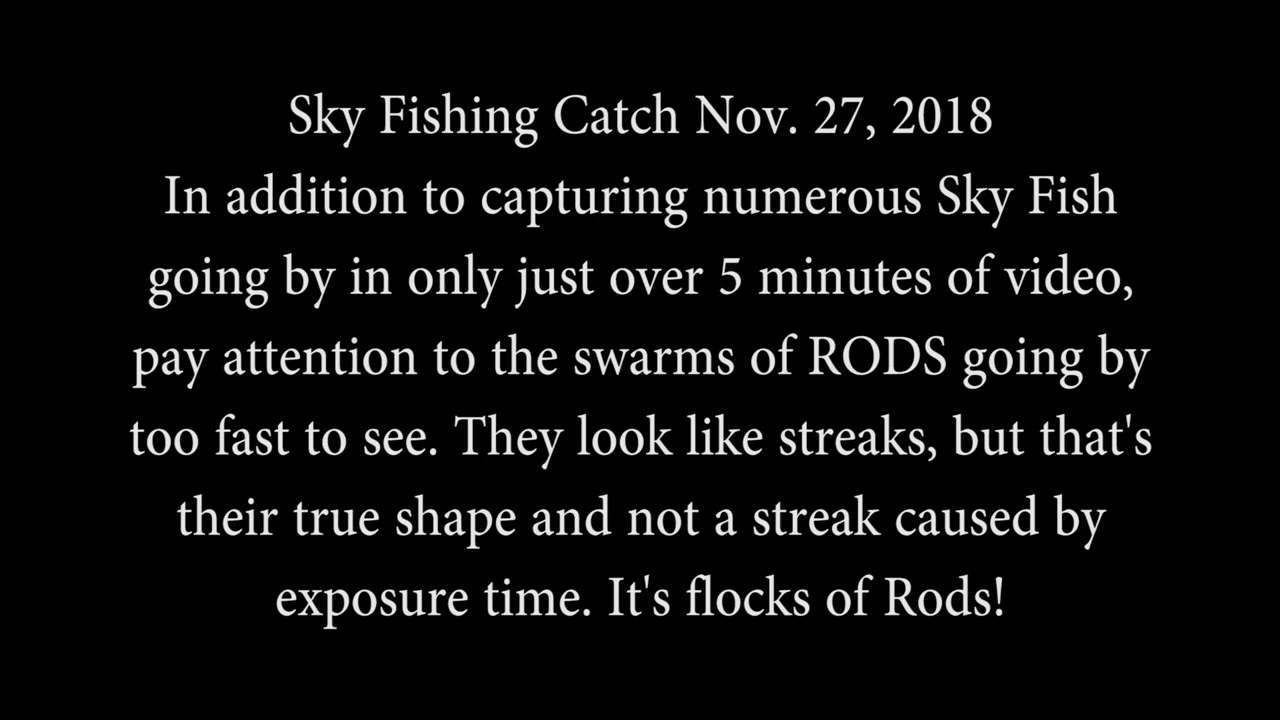 Sky Fishing Catch Nov. 27, 2018
In addition to capturing numerous Sky Fish
going by in only just over 5 minutes of video,
pay attention to the swarms of RODS going by
too fast to see. They look like streaks, but that's
their true shape and not a streak caused by
exposure time. It's flocks of Rods!